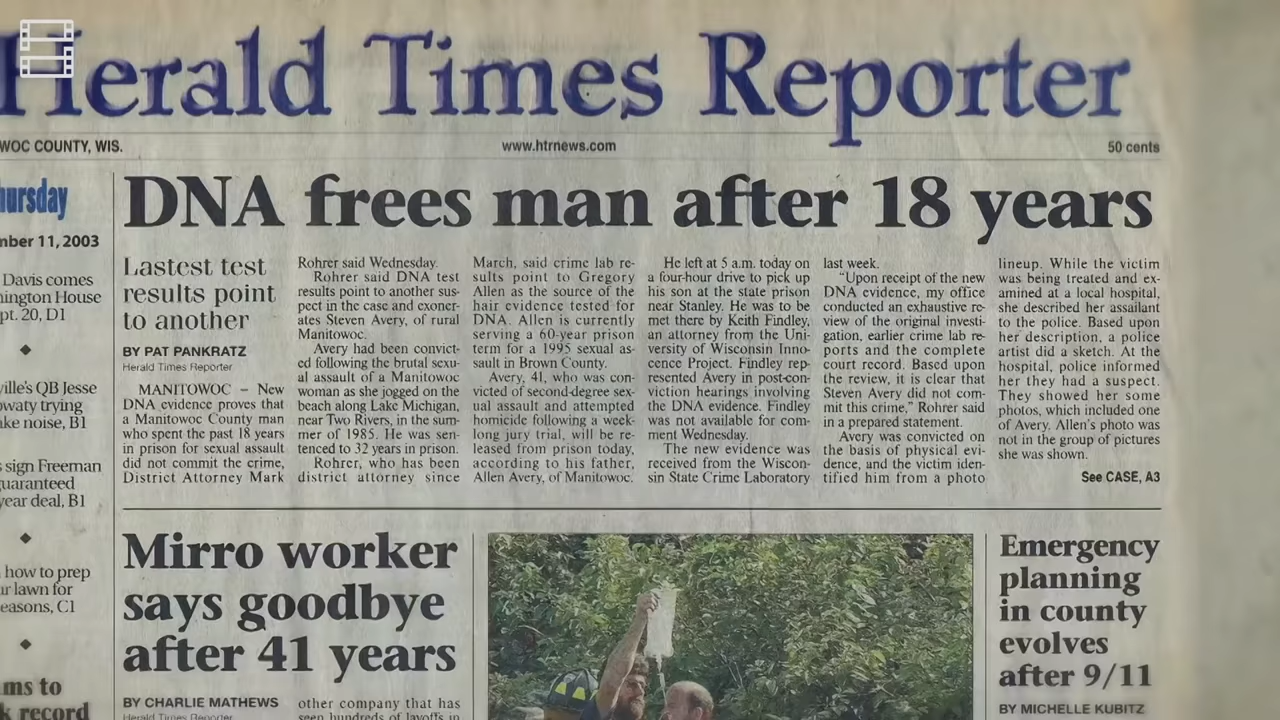 Herald Times Reporter
WOC COUNTY, WIS.
www.htrnews.com
50 cents
hursday
mber 11, 2003
Davis comes
hington House
pt. 20, D1
ville's QB Jesse
owaty trying
ake noise, B1
s sign Freeman
guaranteed
year deal, B1
how to prep
ur lawn for
easons, C1
ms to
k record
DNA frees man after 18 years
Lastest test
results point
to another
BY PAT PANKRATZ
Herald Times Reporter
MANITOWOC – New
DNA evidence proves that
a Manitowoc County man
who spent the past 18 years
in prison for sexual assault
did not commit the crime,
District Attorney Mark
Rohrer said Wednesday.
Rohrer said DNA test
results point to another sus-
pect in the case and exoner-
ates Steven Avery, of rural
Manitowoc.
Avery had been convict-
ed following the brutal sexu-
al assault of a Manitowoc
woman as she jogged on the
beach along Lake Michigan,
near Two Rivers, in the sum-
mer of 1985. He was sen-
tenced to 32 years in prison.
Rohrer, who has been
district attorney since
March, said crime lab re-
sults point to Gregory
Allen as the source of the
hair evidence tested for
DNA. Allen is currently
serving a 60-year prison
term for a 1995 sexual as-
sault in Brown County.
Avery, 41, who was con-
victed of second-degree sex-
ual assault and attempted
homicide following a week-
long jury trial, will be re-
leased from prison today,
according to his father,
Allen Avery, of Manitowoc.
He left at 5 a.m. today on
a four-hour drive to pick up
his son at the state prison
near Stanley. He was to be
met there by Keith Findley,
an attorney from the Uni-
versity of Wisconsin Inno-
cence Project. Findley rep-
resented Avery in post-con-
viction hearings involving
the DNA evidence. Findley
was not available for com-
ment Wednesday.
The new evidence was
received from the Wiscon-
sin State Crime Laboratory
last week.
"Upon receipt of the new
DNA evidence, my office
conducted an exhaustive re-
view of the original investi-
gation, earlier crime lab re-
ports and the complete
court record. Based upon
the review, it is clear that
Steven Avery did not com-
mit this crime," Rohrer said
in a prepared statement.
Avery was convicted on
the basis of physical evi-
dence, and the victim iden-
tified him from a photo
lineup. While the victim
was being treated and ex-
amined at a local hospital,
she described her assailant
to the police. Based upon
her description, a police
artist did a sketch. At the
hospital, police informed
her they had a suspect.
They showed her some
photos, which included one
of Avery. Allen's photo was
not in the group of pictures
she was shown.
See CASE, A3
Mirro worker
says goodbye
after 41 years
BY CHARLIE MATHEWS
Herald Times Reporter
other company that has
seen hundreds of layoffs in
Emergency
planning
in county
evolves
after 9/11
BY MICHELLE KUBITZ